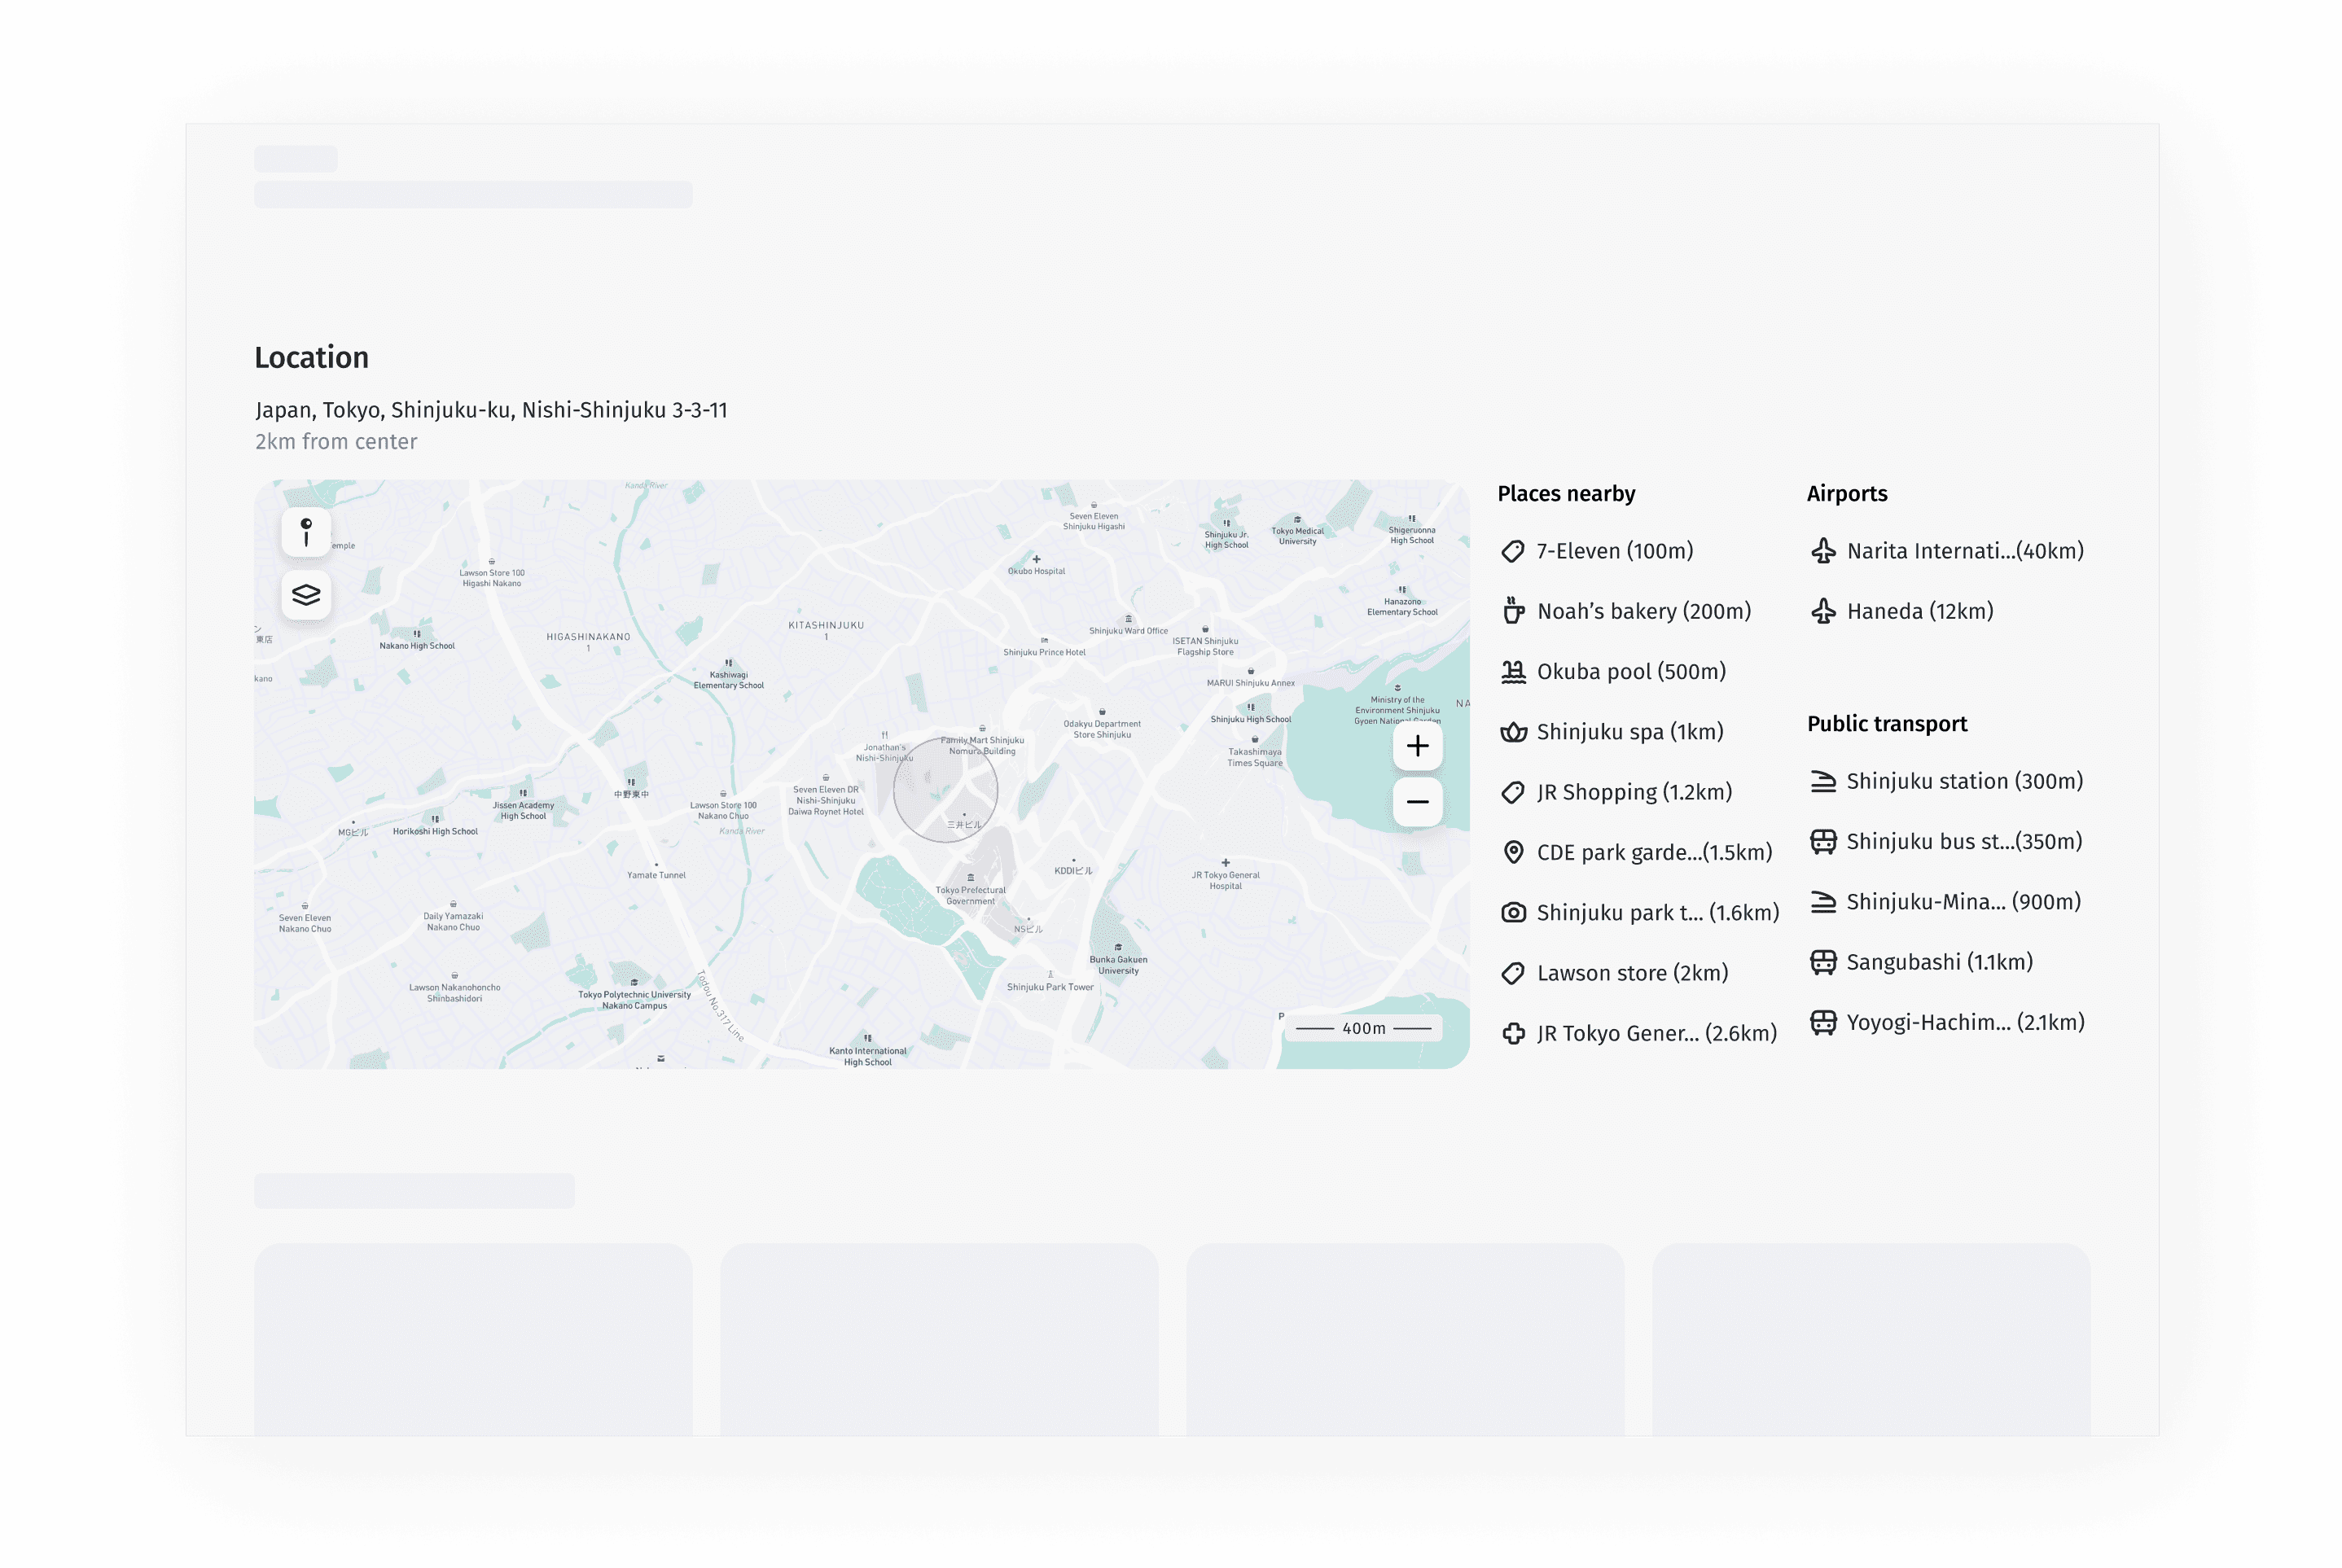 Location
Japan, Tokyo, Shinjuku-ku, Nishi-Shinjuku 3-3-11
2km from center
Kanda River
emple
Lawson Store 100
Higashi Nakano
Seven Eleven
Shinjuku Higashi
Shinjuku Jr.
High School
Tokyo Medical
University
Shigeruonna
High School
Okubo Hospital
Hanazono
Elementary School
ン
東店
Nakano High School
HIGASHINAKANO
1
KITASHINJUKU
1
Shinjuku Ward Office
Shinjuku Prince Hotel
ISETAN Shinjuku
Flagship Store
kano
Kashiwagi
Elementary School
MARUI Shinjuku Annex
Ministry of the
Environment Shinjuku
Gyoen National Garden
NA
Shinjuku High School
Odakyu Department
Store Shinjuku
Jonathan's
Nishi-Shinjuku
Family Mart Shinjuku
Nomura Building
Takashimaya
Times Square
Seven Eleven DR
Nishi-Shinjuku
Daiwa Roynet Hotel
中野東中
Jissen Academy
High School
Lawson Store 100
Nakano Chuo
Kanda River
MGビル
Horikoshi High School
三井ビル
Yamate Tunnel
KDDIビル
JR Tokyo General
Hospital
Tokyo Prefectural
Government
Seven Eleven
Nakano Chuo
Daily Yamazaki
Nakano Chuo
NSビル
Bunka Gakuen
University
Lawson Nakanohoncho
Shinbashidori
Tokyo Polytechnic University
Nakano Campus
Todou No.317 Line
Shinjuku Park Tower
P
400m
Kanto International
High School
Places nearby
7-Eleven (100m)
Noah’s bakery (200m)
Okuba pool (500m)
Shinjuku spa (1km)
JR Shopping (1.2km)
CDE park garde...(1.5km)
Shinjuku park t... (1.6km)
Lawson store (2km)
JR Tokyo Gener... (2.6km)
Airports
Narita Internati...(40km)
Haneda (12km)
Public transport
Shinjuku station (300m)
Shinjuku bus st...(350m)
Shinjuku-Mina... (900m)
Sangubashi (1.1km)
Yoyogi-Hachim... (2.1km)